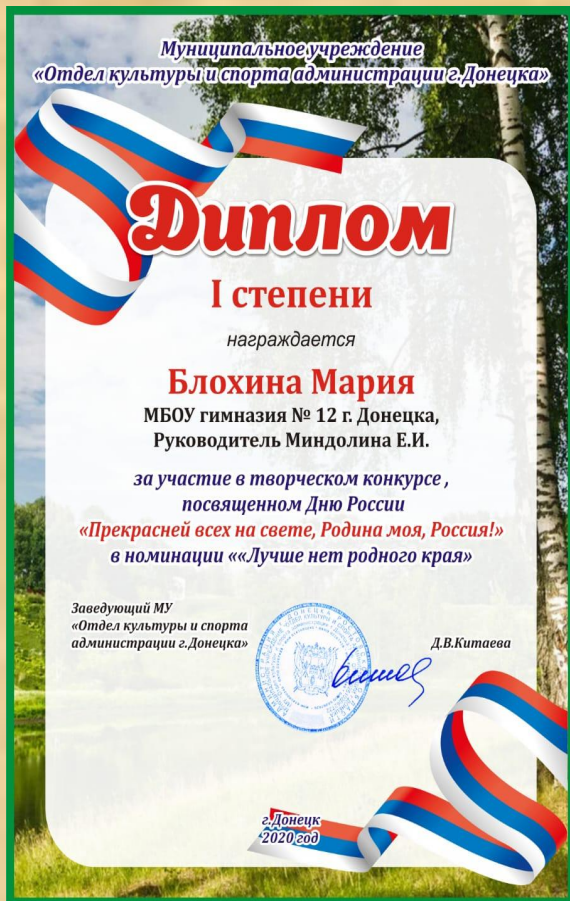 Муниципальное учреждение
«Отдел культуры и спорта администрации г.Донецка»
Диплом
I степени
награждается
Блохина Мария
МБОУ гимназия № 12 г. Донецка,
Руководитель Миндолина Е.И.
за участие в творческом конкурсе ,
посвященном Дню России
«Прекрасней всех на свете, Родина моя, Россия!»
в номинации ««Лучше нет родного края»
Заведующий МУ
«Отдел культуры и спорта
администрации г.Донецка»
Д.В.Китаева
г.Донецк
2020 год